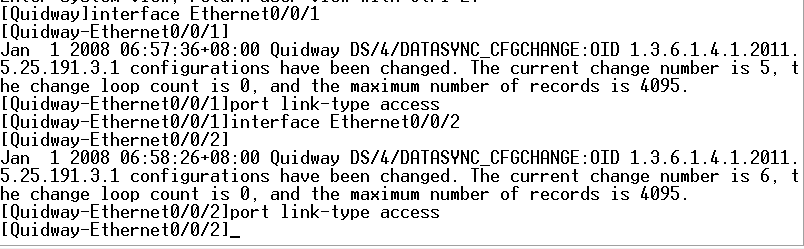 [Quidway]interface Ethernet0/0/1
[Quidway-Ethernet0/0/1]
Jan  1 2008 06:57:36+08:00 Quidway DS/4/DATASYNC_CFGCHANGE:OID 1.3.6.1.4.1.2011.
5.25.191.3.1 configurations have been changed. The current change number is 5, t
he change loop count is 0, and the maximum number of records is 4095.
[Quidway-Ethernet0/0/1]port link-type access
[Quidway-Ethernet0/0/1]interface Ethernet0/0/2
[Quidway-Ethernet0/0/2]
Jan  1 2008 06:58:26+08:00 Quidway DS/4/DATASYNC_CFGCHANGE:OID 1.3.6.1.4.1.2011.
5.25.191.3.1 configurations have been changed. The current change number is 6, t
he change loop count is 0, and the maximum number of records is 4095.
[Quidway-Ethernet0/0/2]port link-type access
[Quidway-Ethernet0/0/2]_